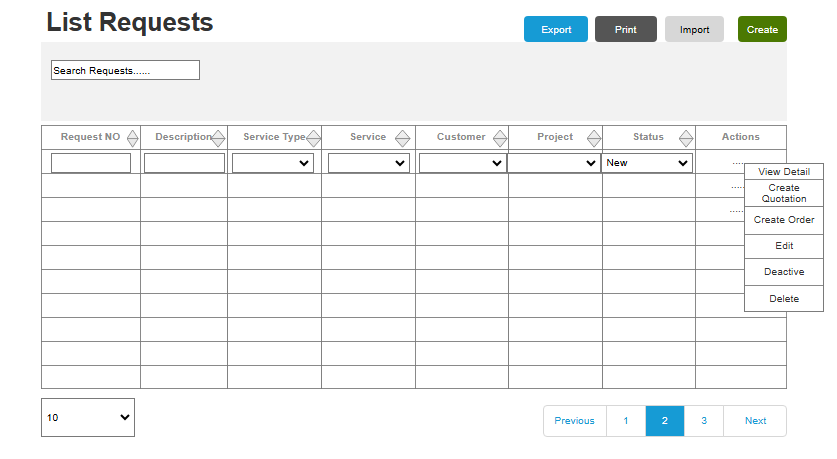 List Requests
Export Print Import Create
Search Requests......
Request NO Description Service Type Service Customer Project Status Actions
New ....
View Detail
.....
Create
Quotation
.....
Create Order
Edit
Deactive
Delete
10
Previous 1 2 3 Next